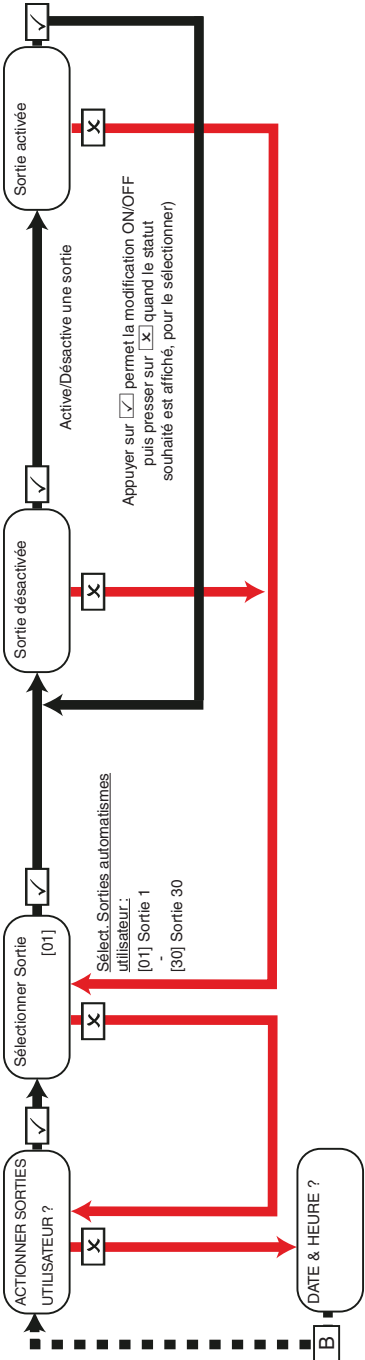 ACTIONNER SORTIES
UTILISATEUR ?
✓
x
Sélectionner Sortie
[01]
✓
x
Sélect. Sorties automatismes
utilisateur :
[01] Sortie 1
-
[30] Sortie 30
Sortie désactivée
✓
x
Active/Désactive une sortie
Appuyer sur ✓ permet la modification ON/OFF
puis presser sur x quand le statut
souhaité est affiché, pour le sélectionner)
Sortie activée
✓
x
DATE & HEURE ?
B